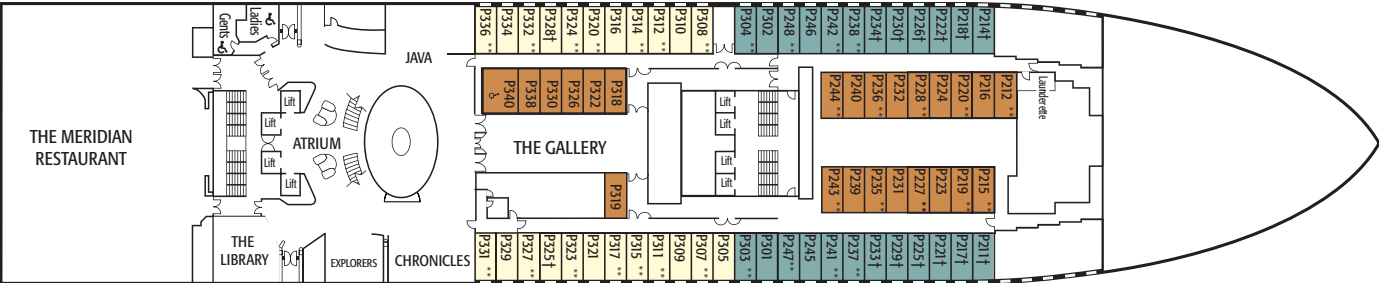 Gents
Ladies
P336 **
P334
P332 **
P328†
P324 **
P320 **
P316
P314 **
P312 **
P310
P308 **
P304 **
P302
P248 **
P246
P242 **
P238 **
P234†
P230†
P226†
P222†
P218†
P214†
JAVA
P340
P338
P330
P326
P322
P318
P244 **
P240
P236 **
P232
P228 **
P224
P220 **
P216
P212 **
Launderette
Lift
Lift
Lift
Lift
ATRIUM
THE MERIDIAN
RESTAURANT
THE GALLERY
Lift
Lift
Lift
Lift
P319
P243 **
P239
P235 **
P231
P227 **
P223
P219 **
P215 **
THE
LIBRARY
EXPLORERS
CHRONICLES
P331 **
P329
P327 **
P325†
P323 **
P321
P317 **
P315 **
P311 **
P309
P307 **
P305
P303 **
P301
P247 **
P245
P241 **
P237 **
P233†
P229†
P225†
P221†
P217†
P211†